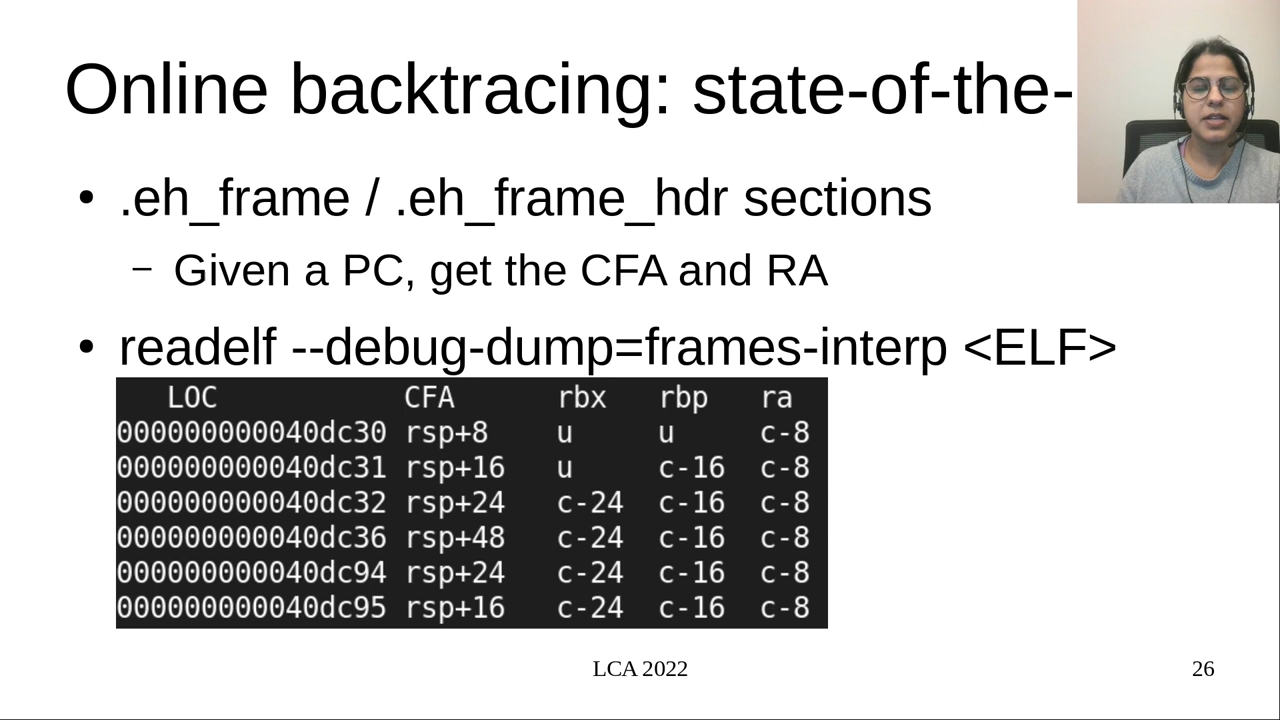 Online backtracing: state-of-the-
• .eh_frame / .eh_frame_hdr sections
– Given a PC, get the CFA and RA
• readelf --debug-dump=frames-interp <ELF>
LOC CFA rbx rbp ra
000000000040dc30 rsp+8 u u c-8
000000000040dc31 rsp+16 u c-16 c-8
000000000040dc32 rsp+24 c-24 c-16 c-8
000000000040dc36 rsp+48 c-24 c-16 c-8
000000000040dc94 rsp+24 c-24 c-16 c-8
000000000040dc95 rsp+16 c-24 c-16 c-8
LCA 2022
26